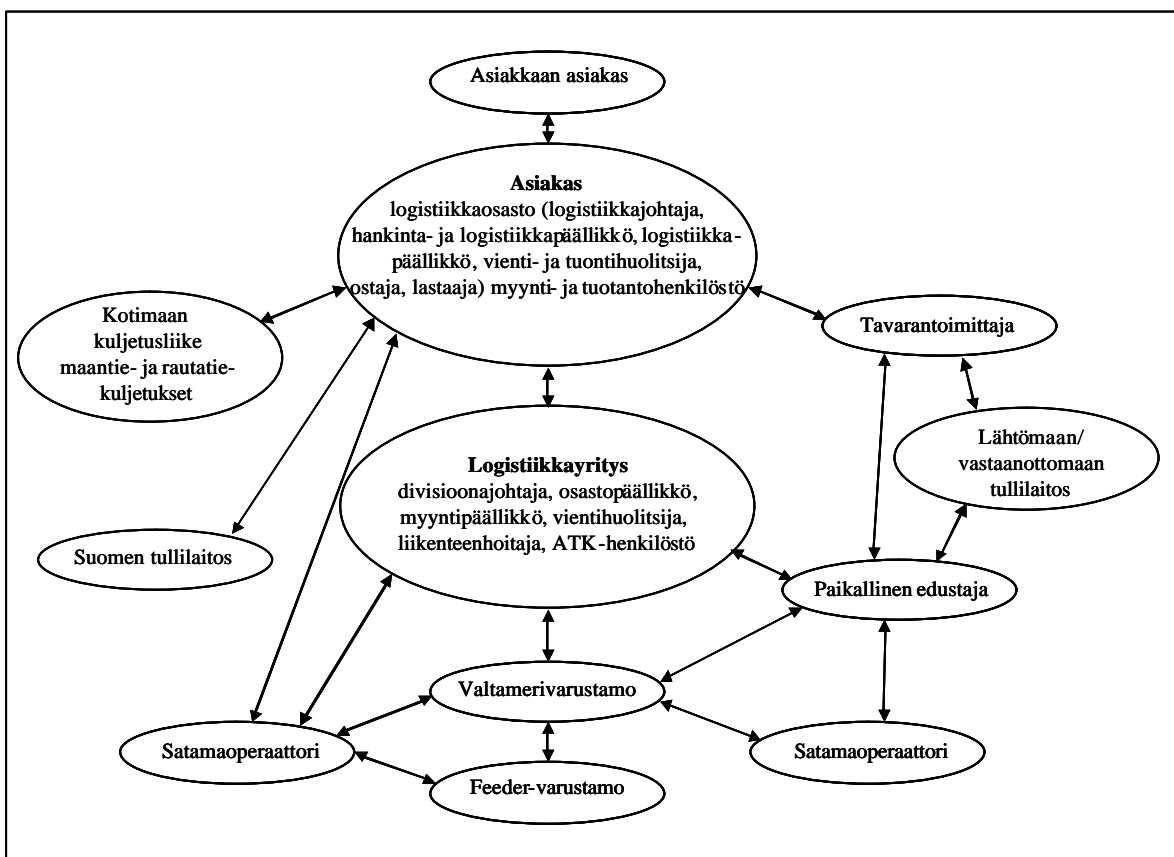 Asiakkaan asiakas
Asiakas
logistiikkaosasto (logistiikkajohtaja,
hankinta- ja logistiikkapäällikkö, logistiikka-
päällikkö, vienti- ja tuontihuolitsija,
ostaja, lastaaja) myynti- ja tuotantohenkilöstö
Kotimaan
kuljetusliike
maantie- ja rautatie-
kuljetukset
Tavarantoimittaja
Lähtömaan/
vastaanottomaan
tullilaitos
Logistiikkayritys
divisioonajohtaja, osastopäällikkö,
myyntipäällikkö, vientihuolitsija,
liikenteenhoitaja, ATK-henkilöstö
Suomen tullilaitos
Paikallinen edustaja
Valtamerivarustamo
Satamaoperaattori
Satamaoperaattori
Feeder-varustamo